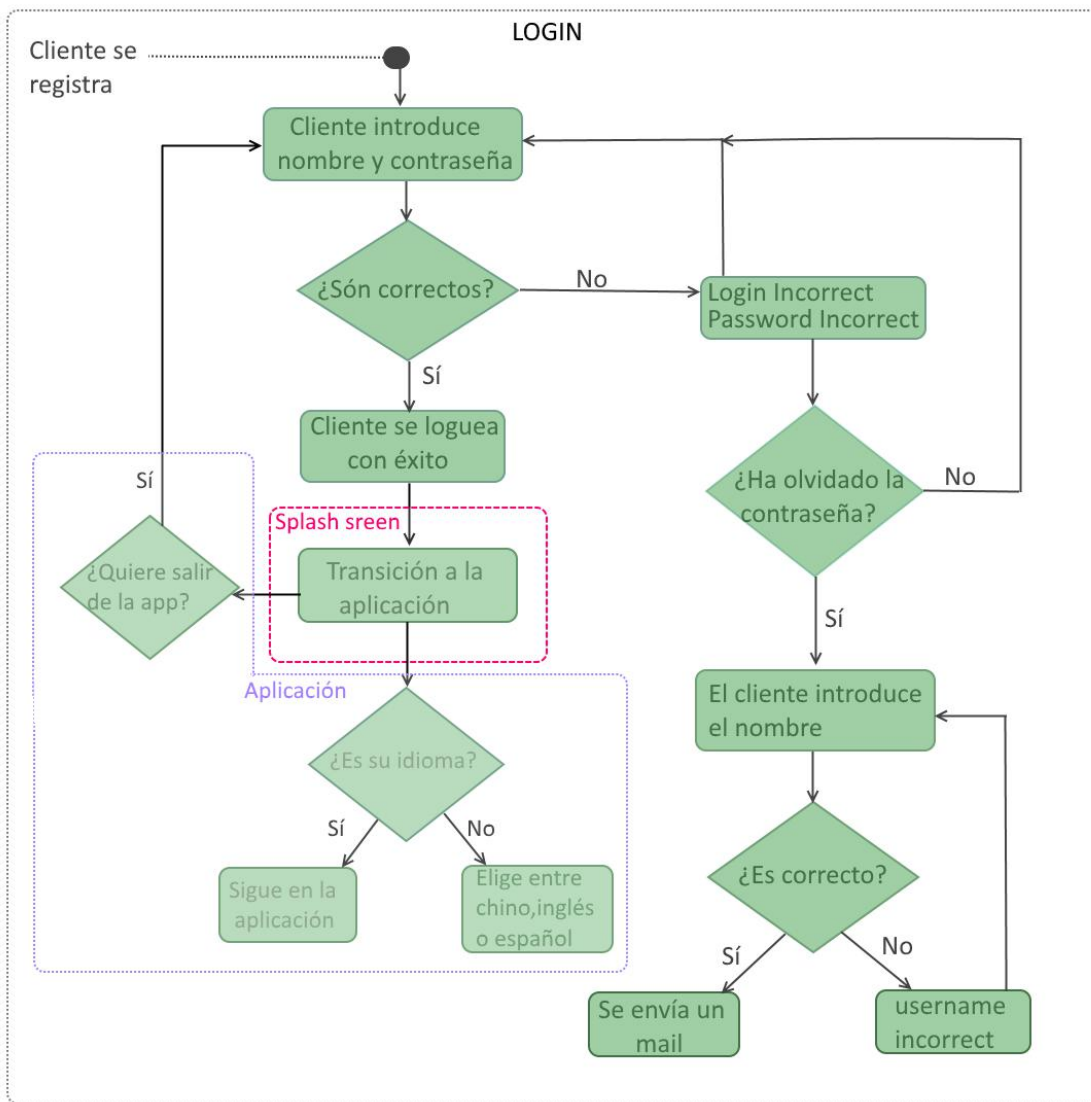 LOGIN
Cliente se
registra
Cliente introduce
nombre y contraseña
¿Són correctos?
No
Login Incorrect
Password Incorrect
Sí
Cliente se loguea
con éxito
¿Ha olvidado la
contraseña?
No
Sí
Splash sreen
¿Quiere salir
de la app?
Transición a la
aplicación
Sí
Aplicación
El cliente introduce
el nombre
¿Es su idioma?
Sí
No
Sigue en la
aplicación
Elige entre
chino,inglés
o español
¿Es correcto?
Sí
No
Se envía un
mail
username
incorrect